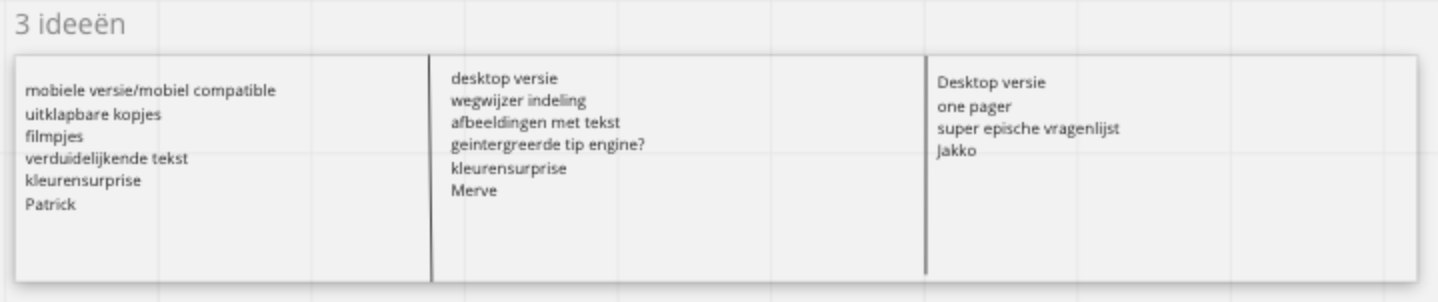 3 ideeën
mobiele versie/mobiel compatible
uitklapbare kopjes
filmpjes
verduidelijkende tekst
kleurensurprise
Patrick
desktop versie
wegwijzer indeling
afbeeldingen met tekst
geintergreerde tip engine?
kleurensurprise
Merve
Desktop versie
one pager
super epische vragenlijst
Jakko